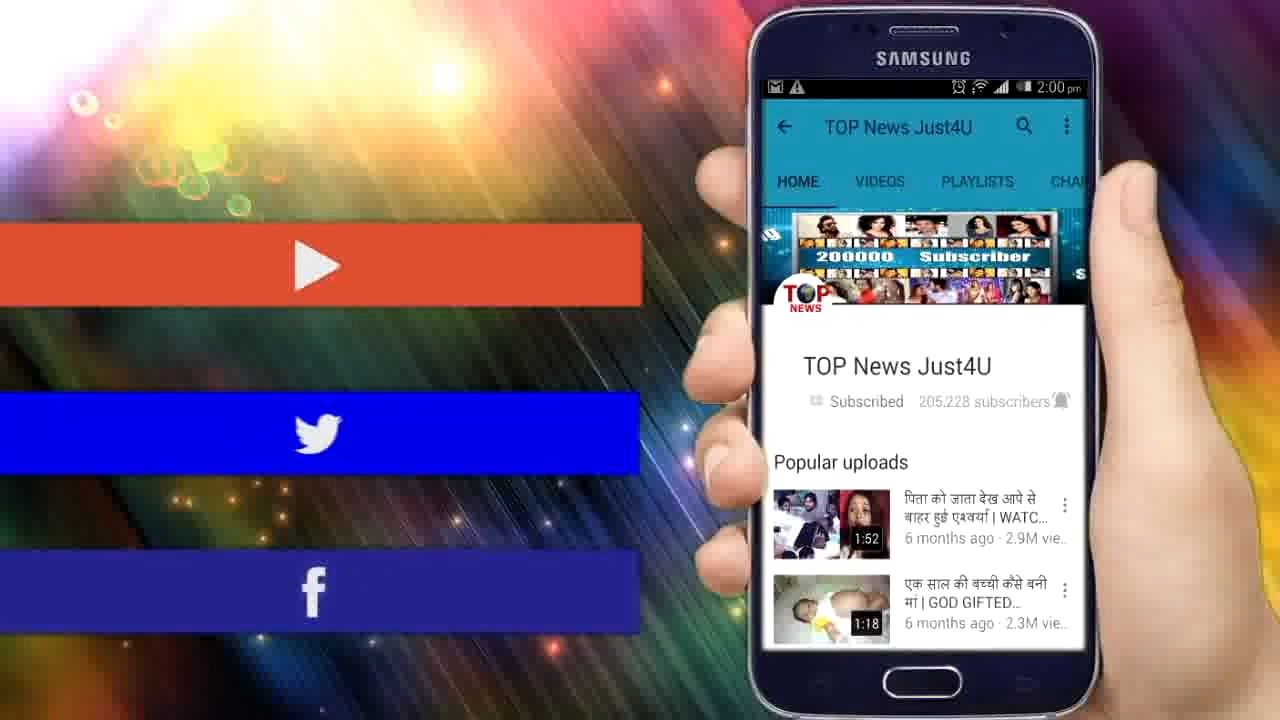 SAMSUNG
2:00 pm
TOP News Just4U
HOME VIDEOS PLAYLISTS CHA
200000 Subscriber
TOP
NEWS
TOP News Just4U
Subscribed 205,228 subscribers
Popular uploads
पिता को जाता देख आपे से
बाहर हुई एश्वर्या | WATC...
6 months ago · 2.9M vie..
1:52
एक साल की बच्ची कैसे बनी
मां | GOD GIFTED...
6 months ago · 2.3M vie..
1:18